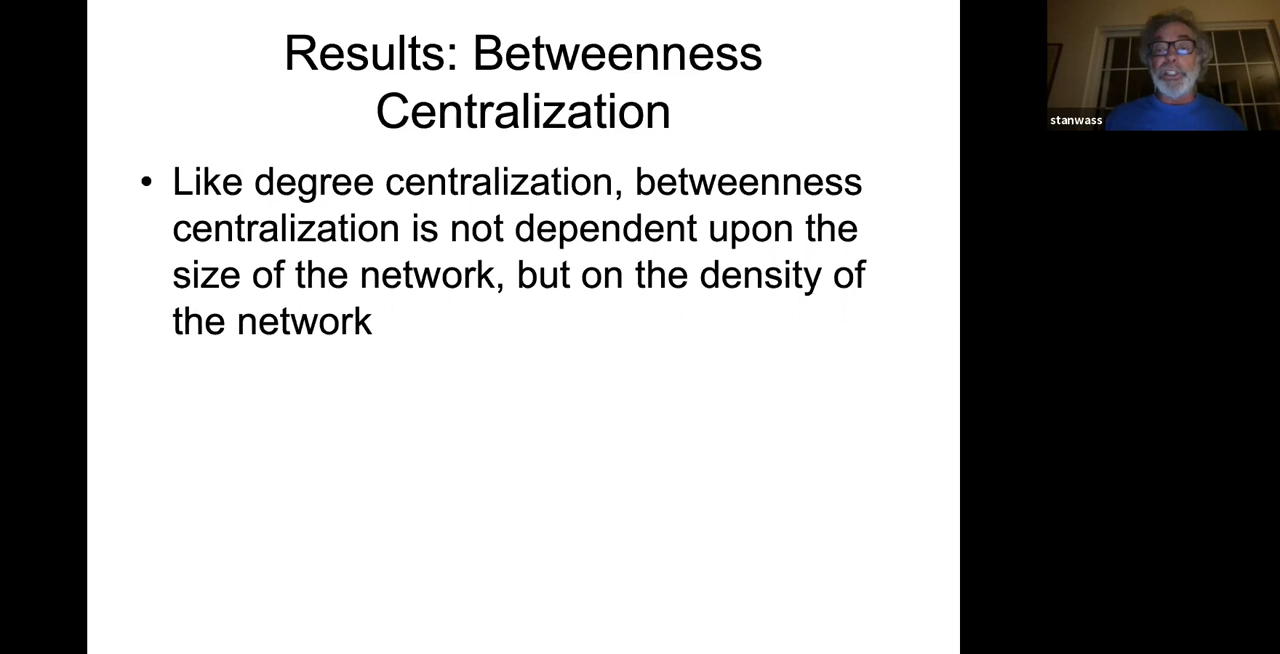 Results: Betweenness
Centralization
• Like degree centralization, betweenness
centralization is not dependent upon the
size of the network, but on the density of
the network
stanwass